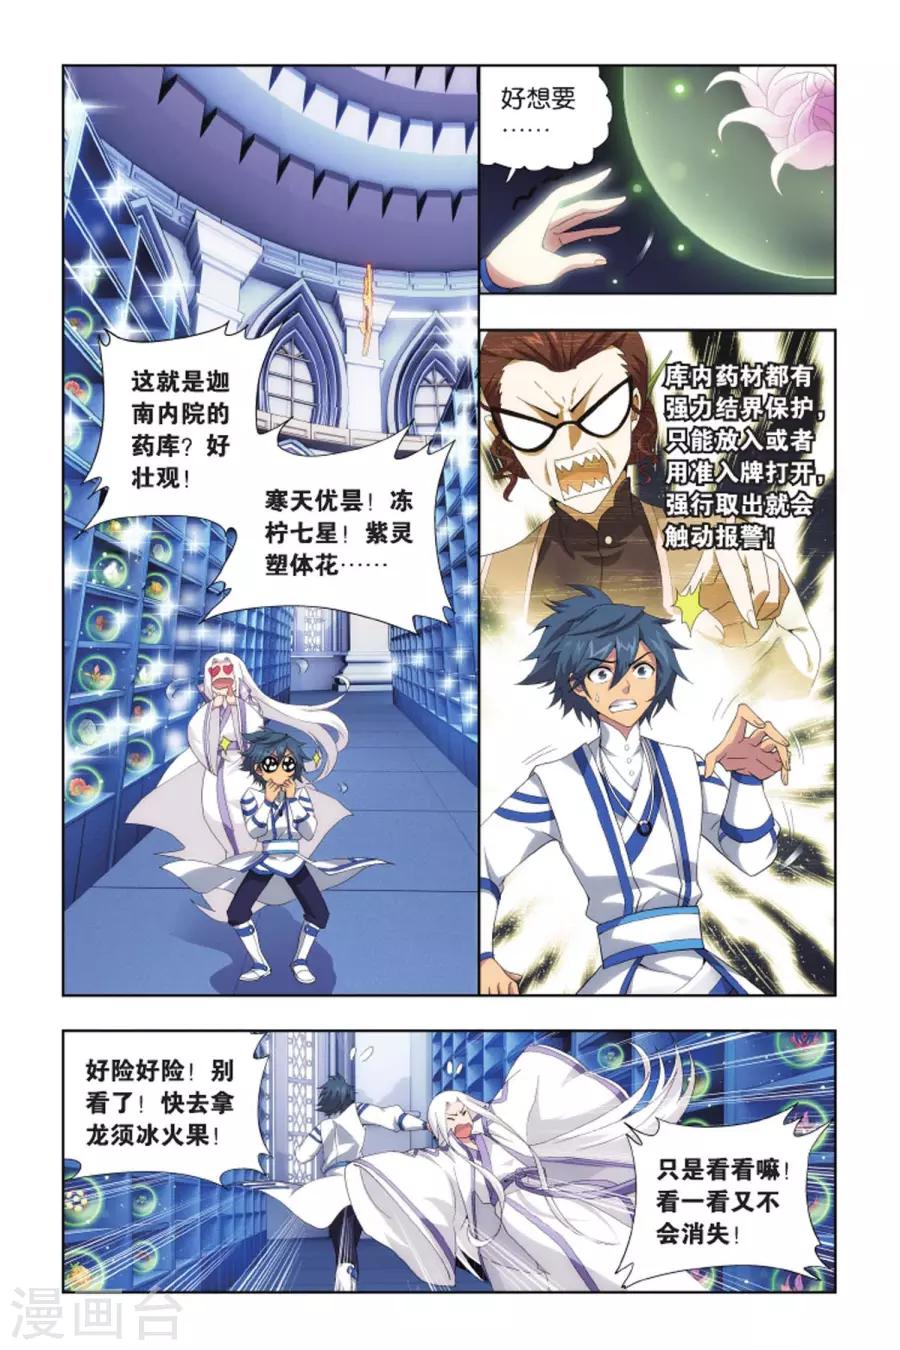 这就是迦
南内院的
药库？好
壮观！
寒天优昙！冻
柠七星！紫灵
塑体花……
好想要
……
库内药材都有
强力结界保护，
只能放入或者
用准入牌打开，
强行取出就会
触动报警！
好险好险！别
看了！快去拿
龙须冰火果！
只是看看嘛！
看一看又不
会消失！
漫画台